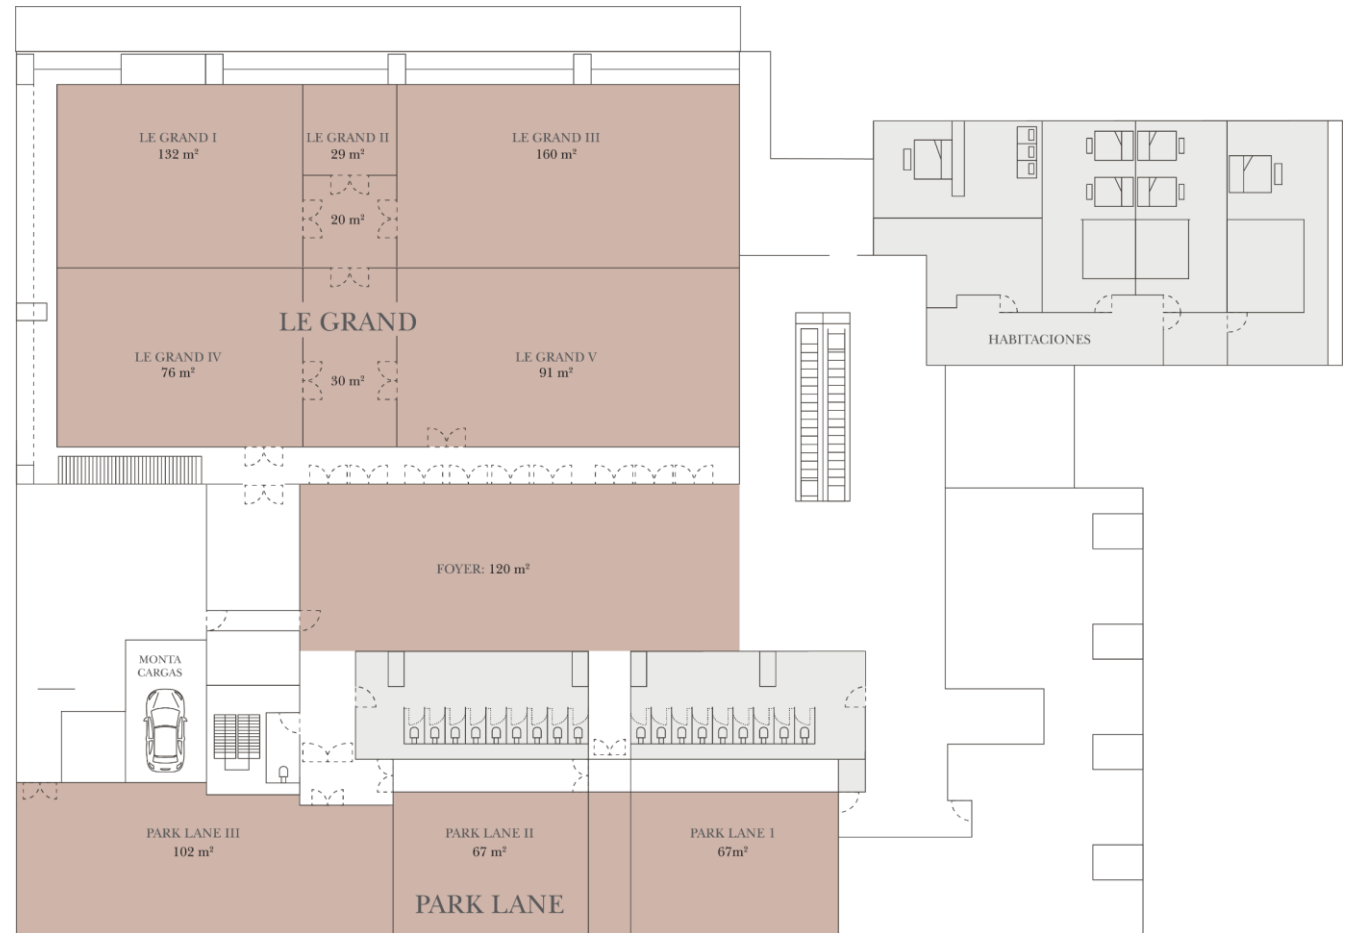 LE GRAND I
132 m²
LE GRAND II
29 m²
LE GRAND III
160 m²
20 m²
LE GRAND
LE GRAND IV
76 m²
30 m²
LE GRAND V
91 m²
HABITACIONES
FOYER: 120 m²
MONTA
CARGAS
PARK LANE III
102 m²
PARK LANE II
67 m²
PARK LANE I
67m²
PARK LANE